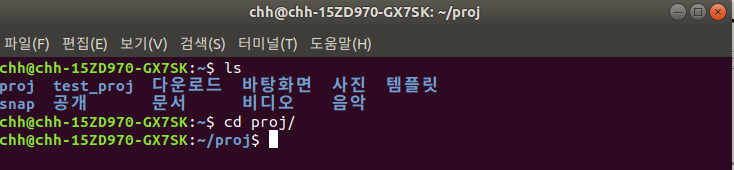 chh@chh-15ZD970-GX7SK: ~/proj
파일(F) 편집(E) 보기(V) 검색(S) 터미널(T) 도움말(H)
chh@chh-15ZD970-GX7SK:~$ ls
proj test_proj 다운로드 바탕화면 사진 템플릿
snap 공개 문서 비디오 음악
chh@chh-15ZD970-GX7SK:~$ cd proj/
chh@chh-15ZD970-GX7SK:~/proj$